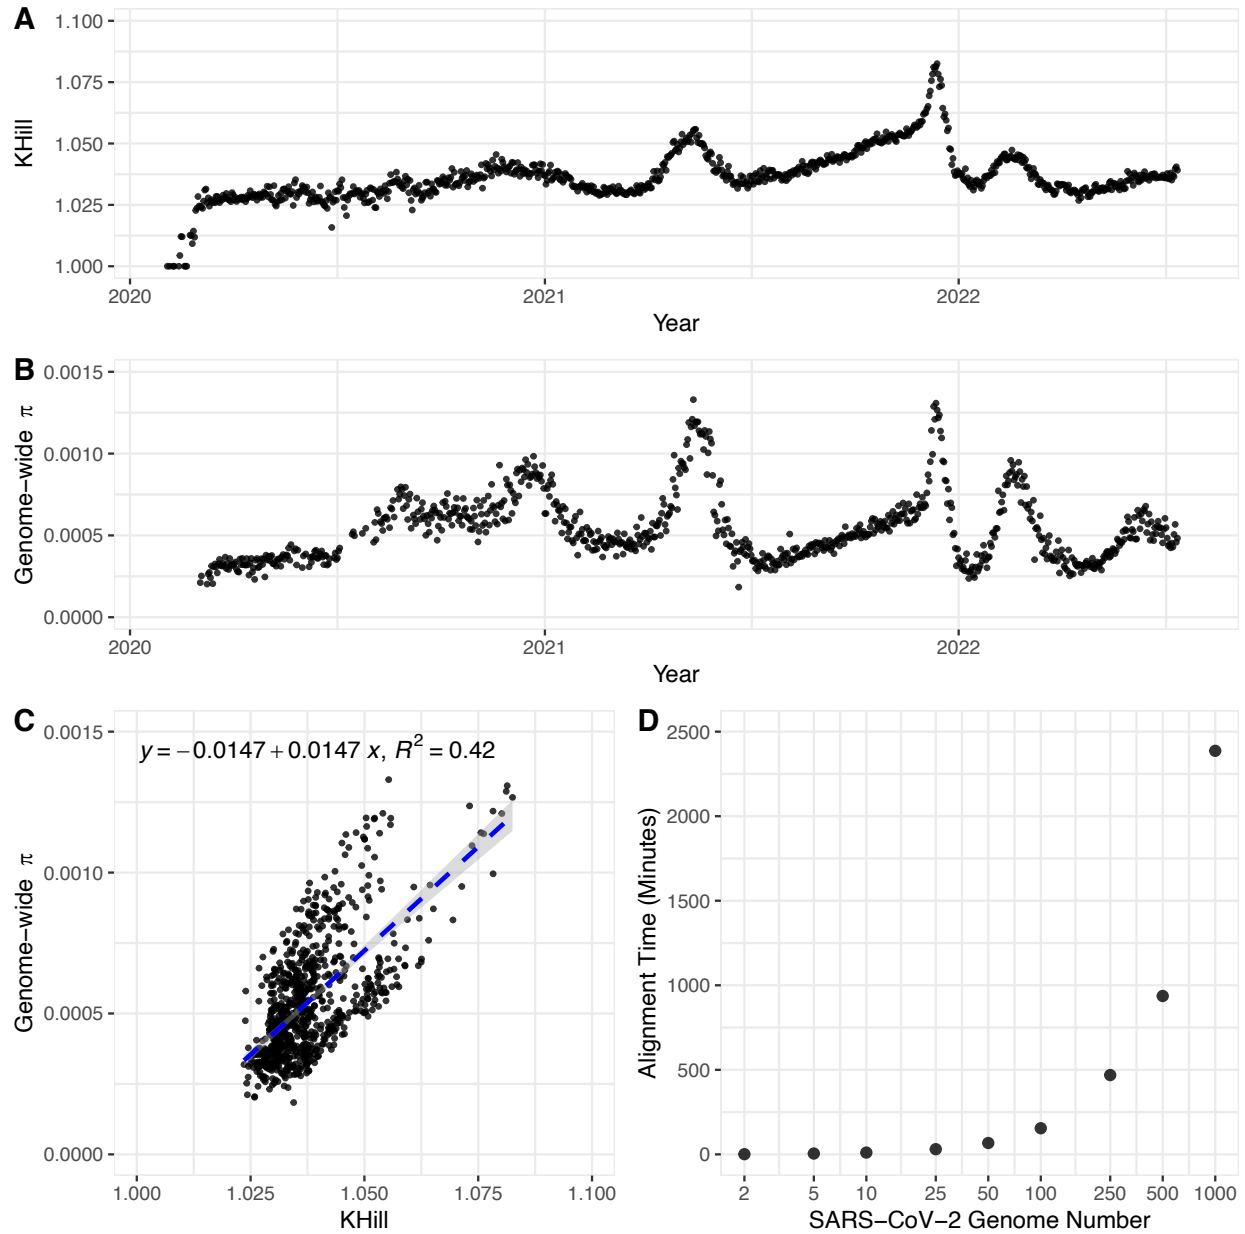 A
KHill
1.100
1.075
1.050
1.025
1.000
2020 2021 2022
Year
B
Genome−wide π
0.0015
0.0010
0.0005
0.0000
2020 2021 2022
Year
C
Genome−wide π
0.0015
0.0010
0.0005
0.0000
y = −0.0147 + 0.0147 x, R² = 0.42
1.000 1.025 1.050 1.075 1.100
KHill
D
Alignment Time (Minutes)
2500
2000
1500
1000
500
0
2 5 10 25 50 100 250 500 1000
SARS−CoV−2 Genome Number